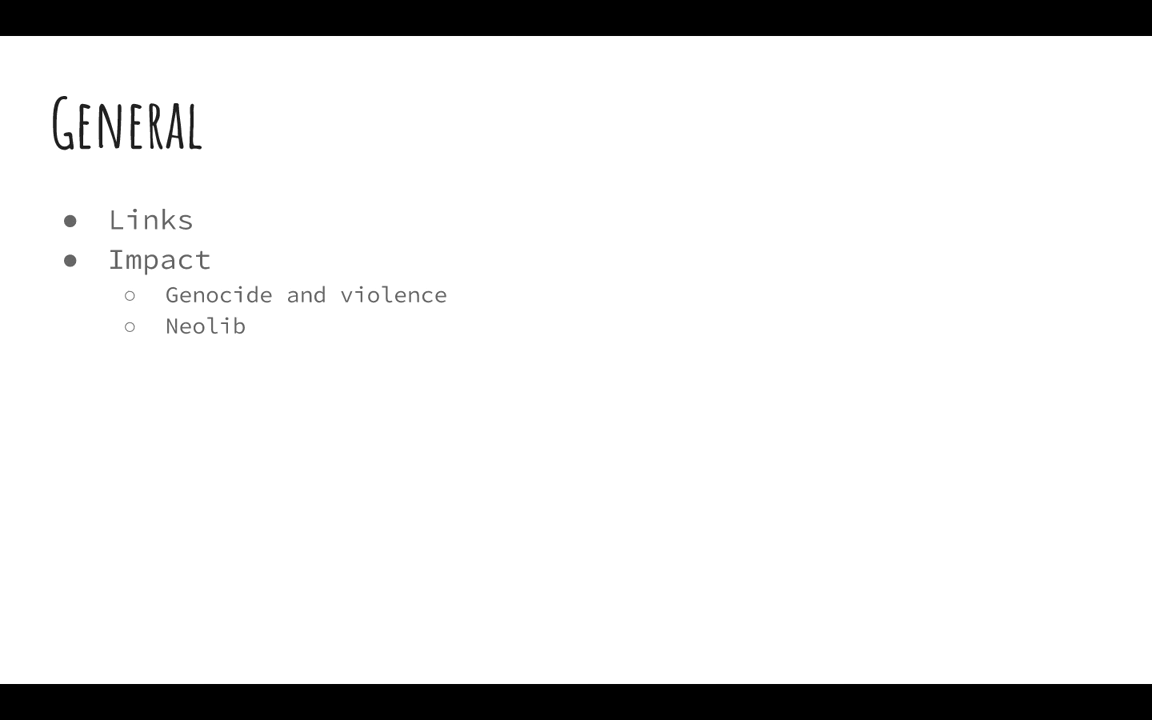 General
● Links
● Impact
○ Genocide and violence
○ Neolib